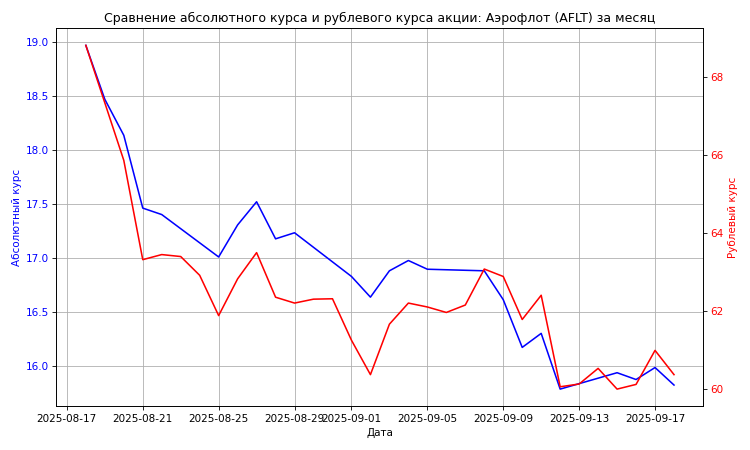 Сравнение абсолютного курса и рублевого курса акции: Аэрофлот (AFLT) за месяц
Абсолютный курс
19.0
18.5
18.0
17.5
17.0
16.5
16.0
68
66
64
62
60
Рублевый курс
2025-08-17 2025-08-21 2025-08-25 2025-08-29 2025-09-01 2025-09-05 2025-09-09 2025-09-13 2025-09-17
Дата